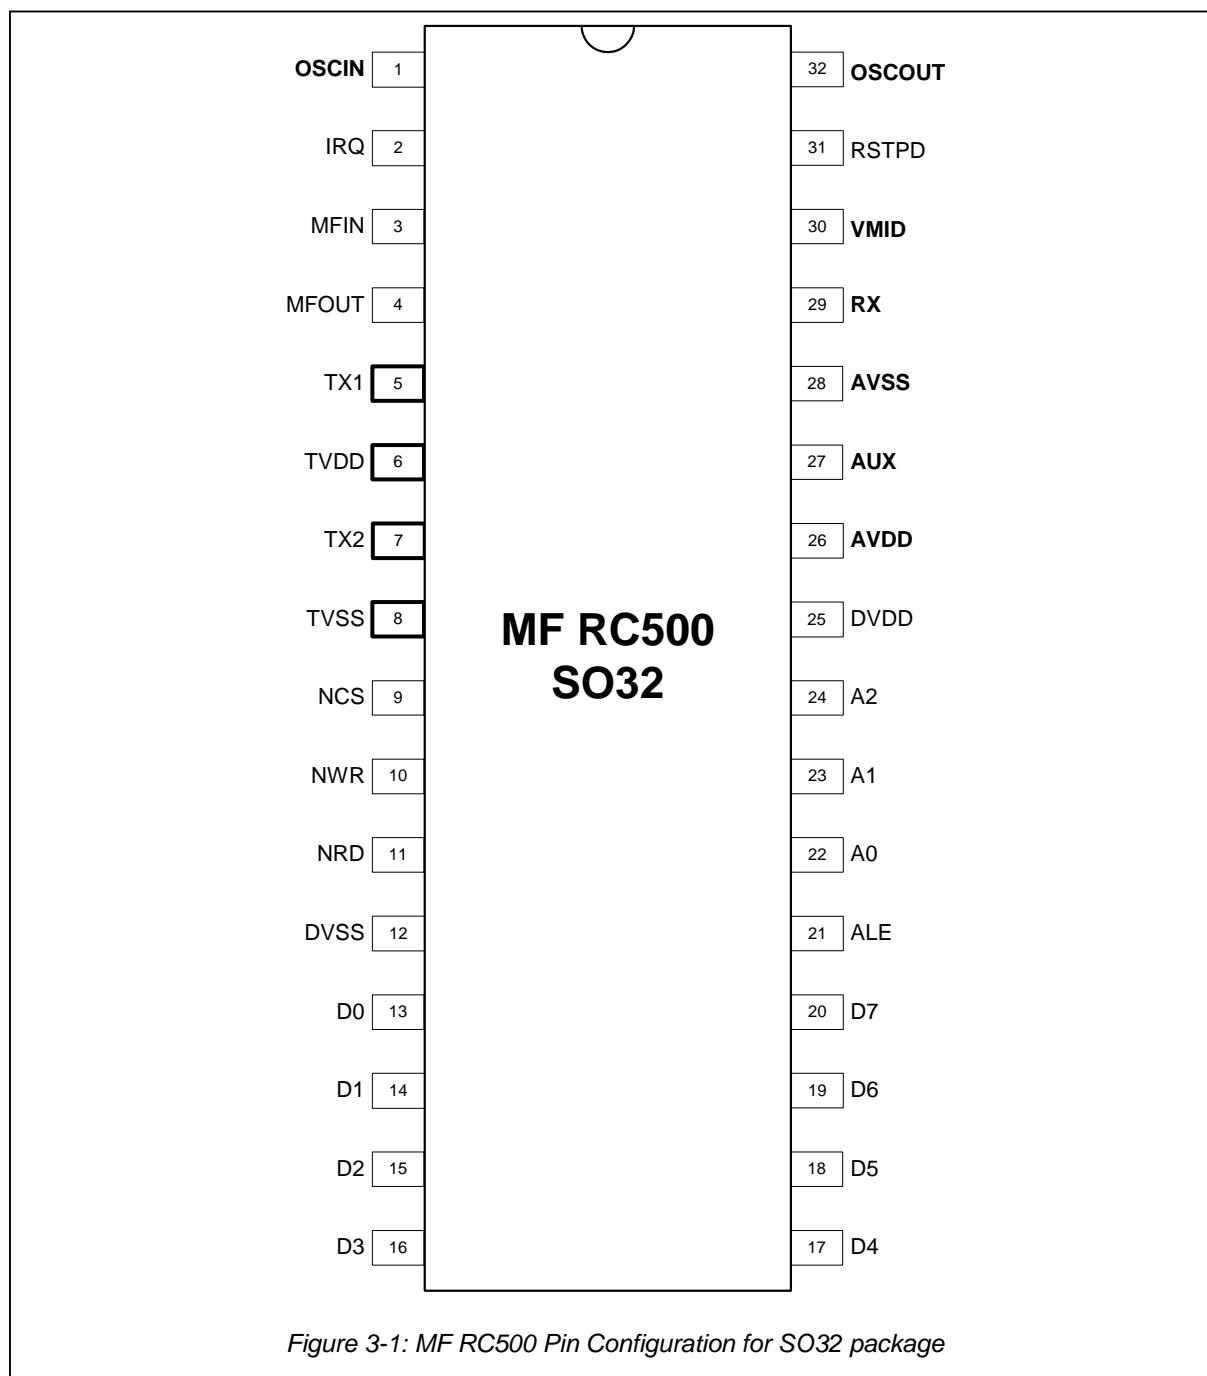 OSCIN 1 32 OSCOUT
IRQ 2 31 RSTPD
MFIN 3 30 VMID
MFOUT 4 29 RX
TX1 5 28 AVSS
TVDD 6 27 AUX
TX2 7 26 AVDD
TVSS 8 25 DVDD
MF RC500
SO32
NCS 9 24 A2
NWR 10 23 A1
NRD 11 22 A0
DVSS 12 21 ALE
D0 13 20 D7
D1 14 19 D6
D2 15 18 D5
D3 16 17 D4
Figure 3-1: MF RC500 Pin Configuration for SO32 package